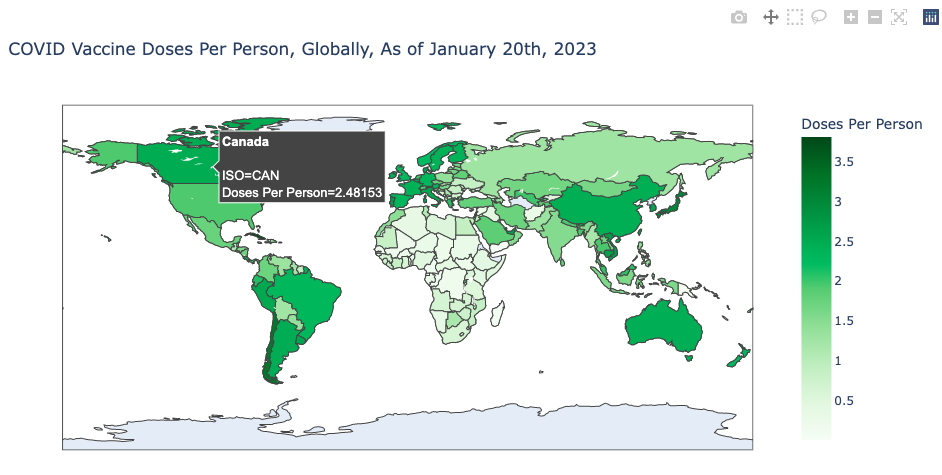 COVID Vaccine Doses Per Person, Globally, As of January 20th, 2023
Canada
ISO=CAN
Doses Per Person=2.48153
Doses Per Person
3.5
3
2.5
2
1.5
1
0.5